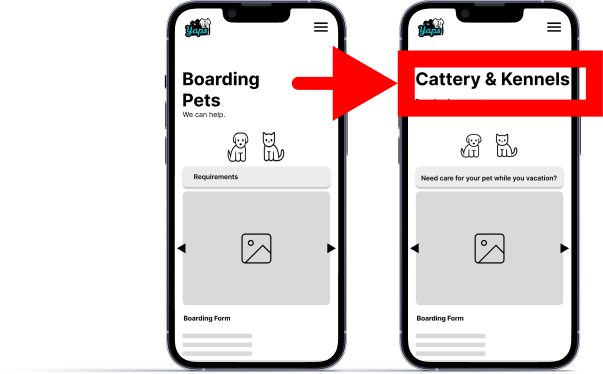 Yaps
Boarding
Pets
We can help.
Requirements
Boarding Form
Yaps
Cattery & Kennels
Need care for your pet while you vacation?
Boarding Form